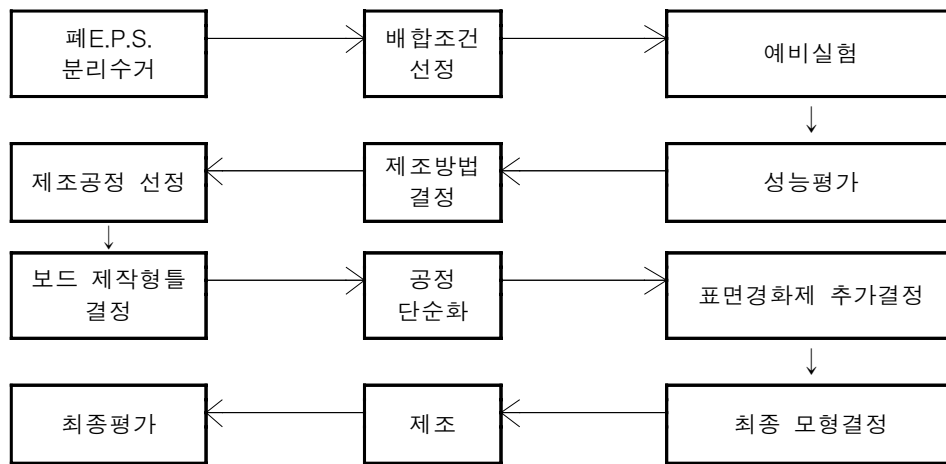 폐E.P.S.
분리수거
배합조건
선정
예비실험
제조공정 선정
제조방법
결정
성능평가
보드 제작형틀
결정
공정
단순화
표면경화제 추가결정
최종평가
제조
최종 모형결정